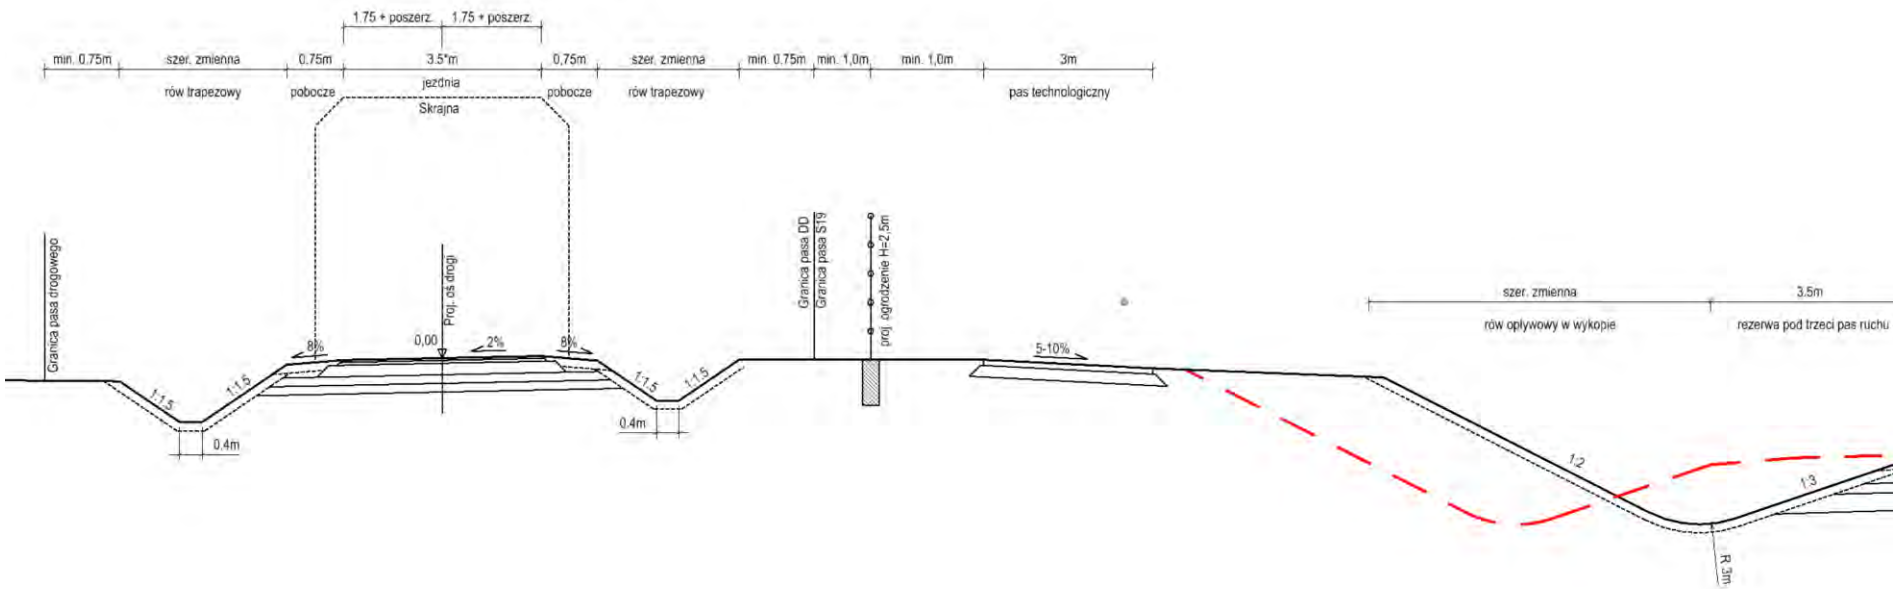 1.75 + poszerz. 1.75 + poszerz.
min. 0.75m szer. zmienna 0.75m 3.5*m 0,75m szer. zmienna min. 0.75m min. 1,0m min. 1,0m 3m
rów trapezowy pobocze jezdnia pobocze rów trapezowy pas technologiczny
Skrajna
Granica pasa drogowego
Proj. oś drogi
Granica pasa DD
Granica pasa S19
proj. ogrodzenie H=2,5m
szer. zmienna 3.5m
rów opływowy w wykopie rezerwa pod trzeci pas ruchu
8% 0,00 2% 8% 5-10%
1:1.5 1:1.5 1:1.5 1:1.5
0.4m 0.4m
1:2 1:3
R 3m